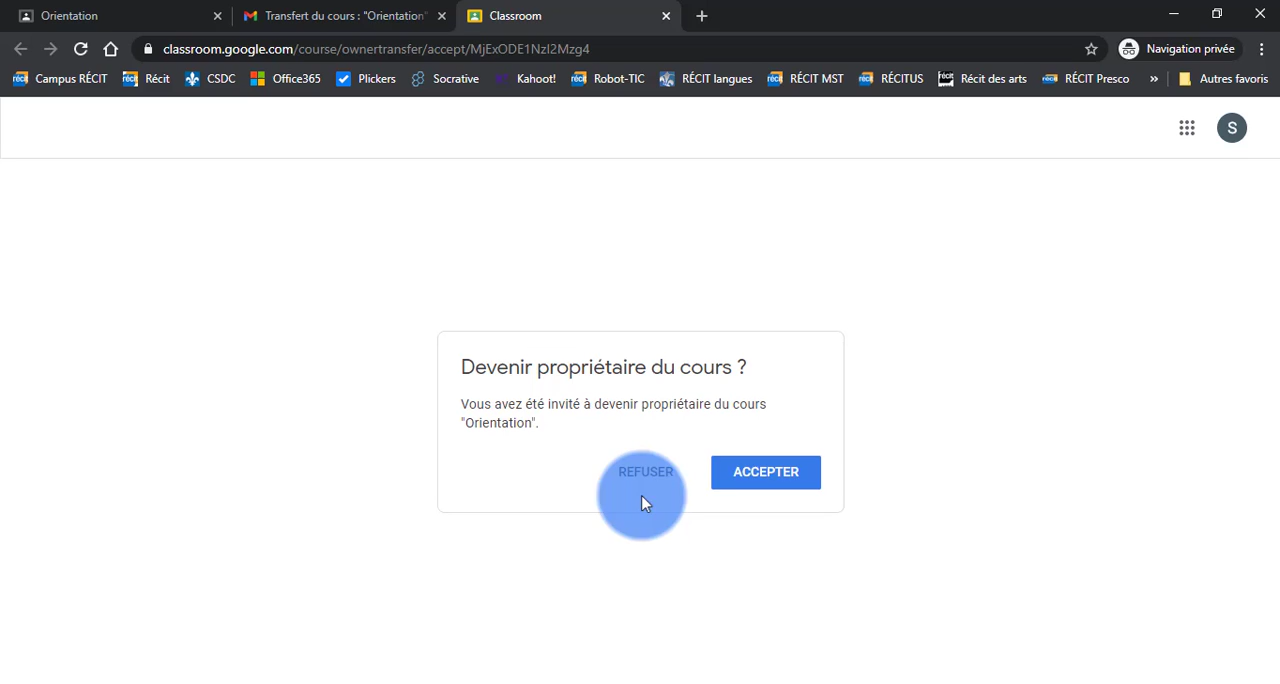 Orientation
Transfert du cours : "Orientation"
Classroom
classroom.google.com/course/ownertransfer/accept/MjExODE1NzI2Mzg4
Navigation privée
Campus RÉCIT
Récit
CSDC
Office365
Plickers
Socrative
Kahoot!
Robot-TIC
RÉCIT langues
RÉCIT MST
RÉCITUS
Récit des arts
RÉCIT Presco
»
Autres favoris
S
Devenir propriétaire du cours ?
Vous avez été invité à devenir propriétaire du cours
"Orientation".
REFUSER
ACCEPTER